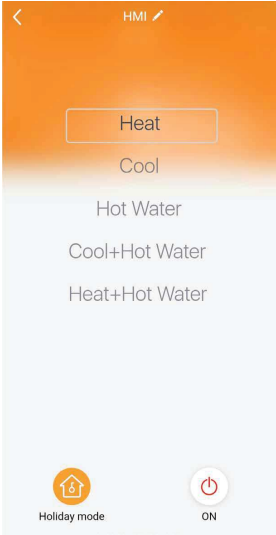 HMI
Heat
Cool
Hot Water
Cool+Hot Water
Heat+Hot Water
Holiday mode
ON